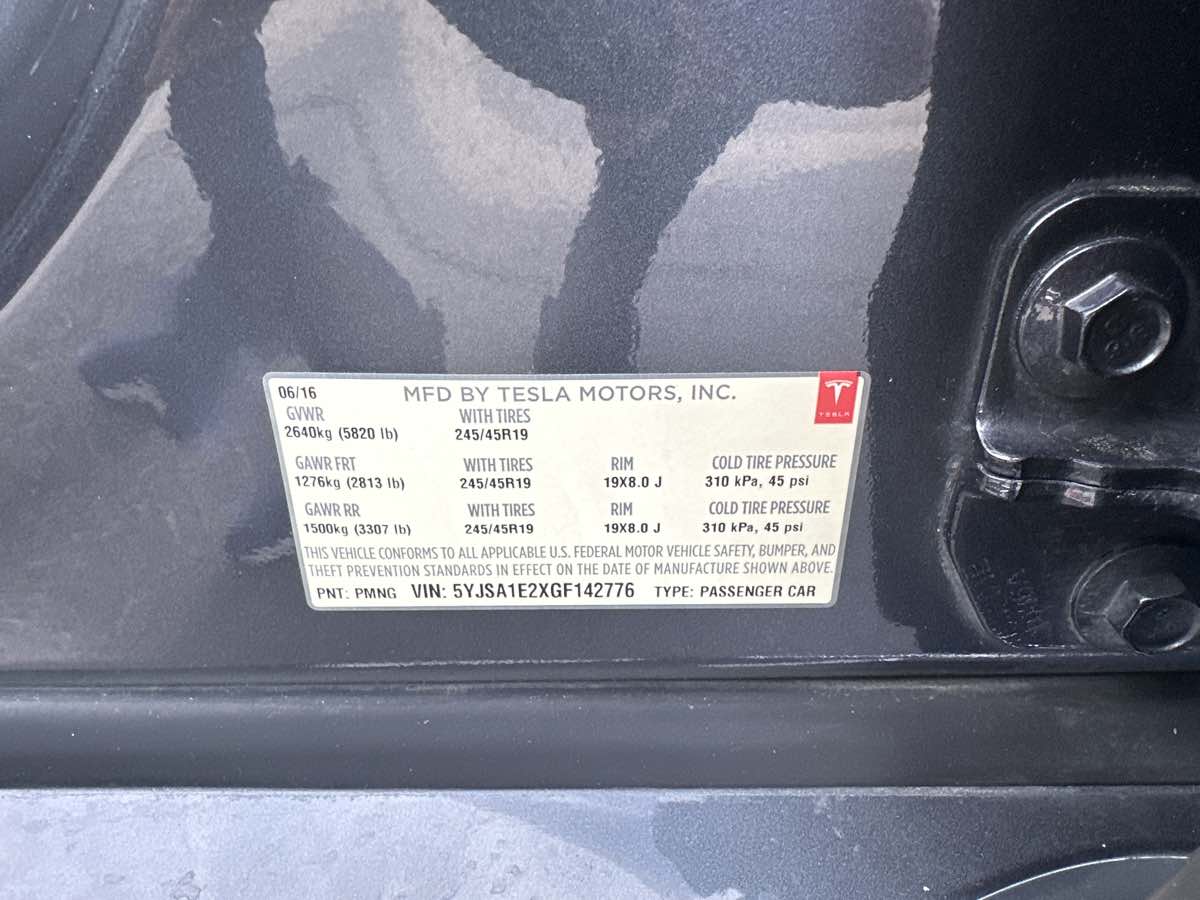 06/16 MFD BY TESLA MOTORS, INC.
TESLA
GVWR WITH TIRES
2640kg (5820 lb) 245/45R19
GAWR FRT WITH TIRES RIM COLD TIRE PRESSURE
1276kg (2813 lb) 245/45R19 19X8.0 J 310 kPa, 45 psi
GAWR RR WITH TIRES RIM COLD TIRE PRESSURE
1500kg (3307 lb) 245/45R19 19X8.0 J 310 kPa, 45 psi
THIS VEHICLE CONFORMS TO ALL APPLICABLE U.S. FEDERAL MOTOR VEHICLE SAFETY, BUMPER, AND
THEFT PREVENTION STANDARDS IN EFFECT ON THE DATE OF MANUFACTURE SHOWN ABOVE.
PNT: PMNG VIN: 5YJSA1E2XGF142776 TYPE: PASSENGER CAR